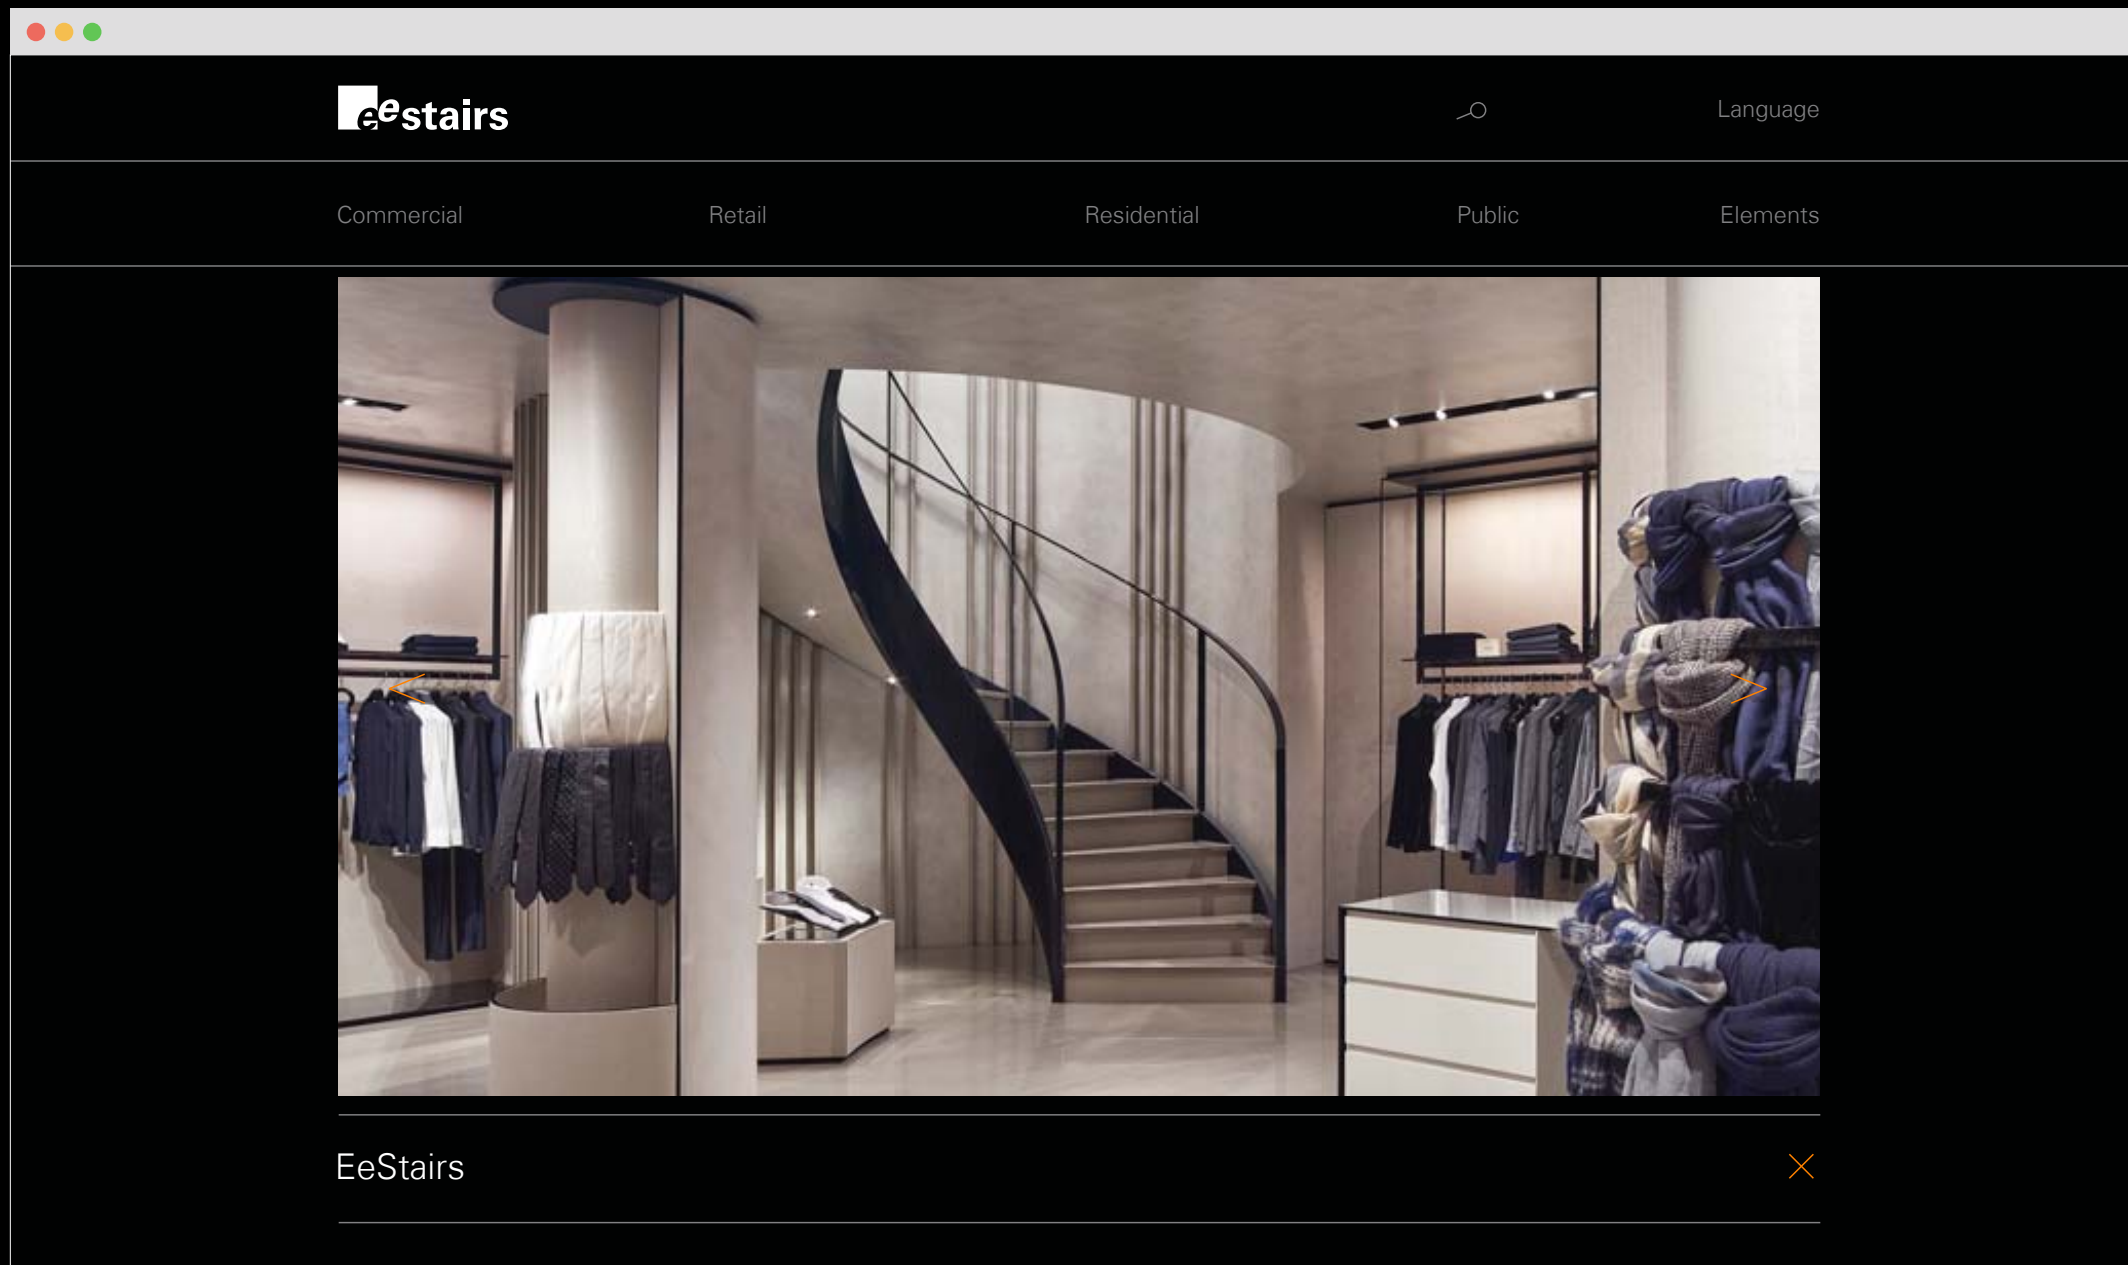 eestairs
Language
Commercial Retail Residential Public Elements
< >
EeStairs